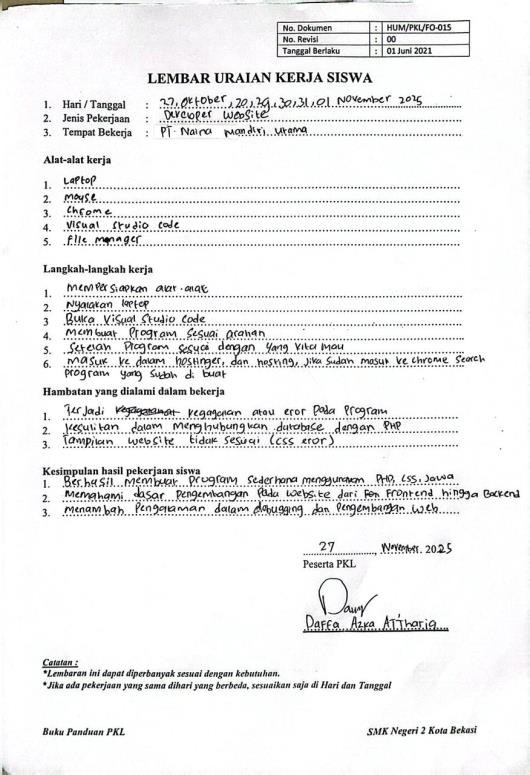 No. Dokumen : HUM/PKL/FO-015
No. Revisi : 00
Tanggal Berlaku : 01 Juni 2021
LEMBAR URAIAN KERJA SISWA
1. Hari / Tanggal : 27, Oktober, 20, 29, 30, 31, 01 November 2025
2. Jenis Pekerjaan : Developer Website
3. Tempat Bekerja : PT. Naina Mandiri Utama
Alat-alat kerja
1. Laptop
2. Mouse
3. Chrome
4. Visual Studio Code
5. File Manager
Langkah-langkah kerja
1. Mempersiapkan alat-alat
2. Nyalakan laptop
3 Buka Visual Studio Code
4. Membuat Program Sesuai arahan
5. Setelah Program sesuai dengan yang kita mau
6. Masuk ke dalam hostinger, dan hosting, Jika sudah masuk ke chrome Search
Program yang sudah di buat
Hambatan yang dialami dalam bekerja
1. Terjadi kegagalan atau eror Pada Program
2. Kesulitan dalam menghubungkan database dengan PHP
3. Tampilan website tidak sesuai (css eror)
Kesimpulan hasil pekerjaan siswa
1. Berhasil membuat Program Sederhana menggunakan PHP, CSS, Jawa
2. Memahami dasar Pengembangan Pada website dari Frontend hingga Backend
3. Menambah Pengalaman dalam debugging dan Pengembangan Web
27, November. 2025
Peserta PKL
Daffa Azka ATTharig
Catatan :
*Lembaran ini dapat diperbanyak sesuai dengan kebutuhan.
*Jika ada pekerjaan yang sama dihari yang berbeda, sesuaikan saja di Hari dan Tanggal
Buku Panduan PKL
SMK Negeri 2 Kota Bekasi